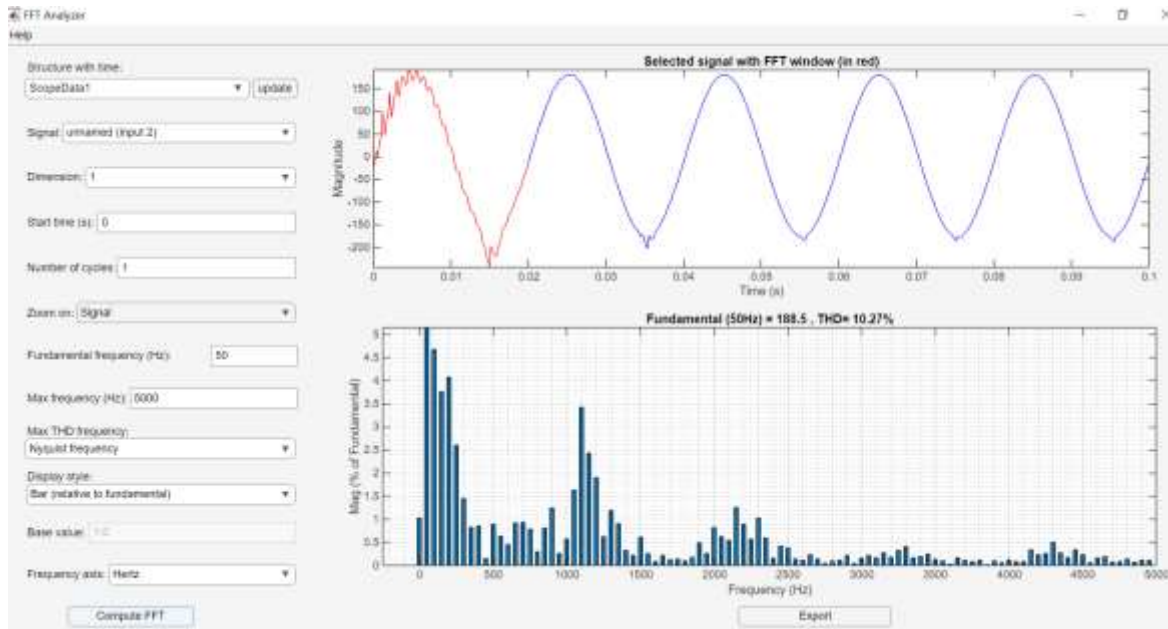 FFT Analyzer
Help
Structure with time:
ScopeData1
update
Signal: unnamed (Input 2)
Dimension: 1
Start time (s): 0
Number of cycles: 1
Zoom on: Signal
Fundamental frequency (Hz): 50
Max frequency (Hz): 5000
Max THD frequency:
Nyquist frequency
Display style:
Bar (relative to fundamental)
Base value: 1.0
Frequency axis: Hertz
Compute FFT
Selected signal with FFT window (in red)
Magnitude
150
100
50
0
-50
-100
-150
-200
0 0.01 0.02 0.03 0.04 0.05 0.06 0.07 0.08 0.09 0.1
Time (s)
Fundamental (50Hz) = 188.5 , THD= 10.27%
Mag (% of Fundamental)
5
4.5
4
3.5
3
2.5
2
1.5
1
0.5
0
0 500 1000 1500 2000 2500 3000 3500 4000 4500 5000
Frequency (Hz)
Export